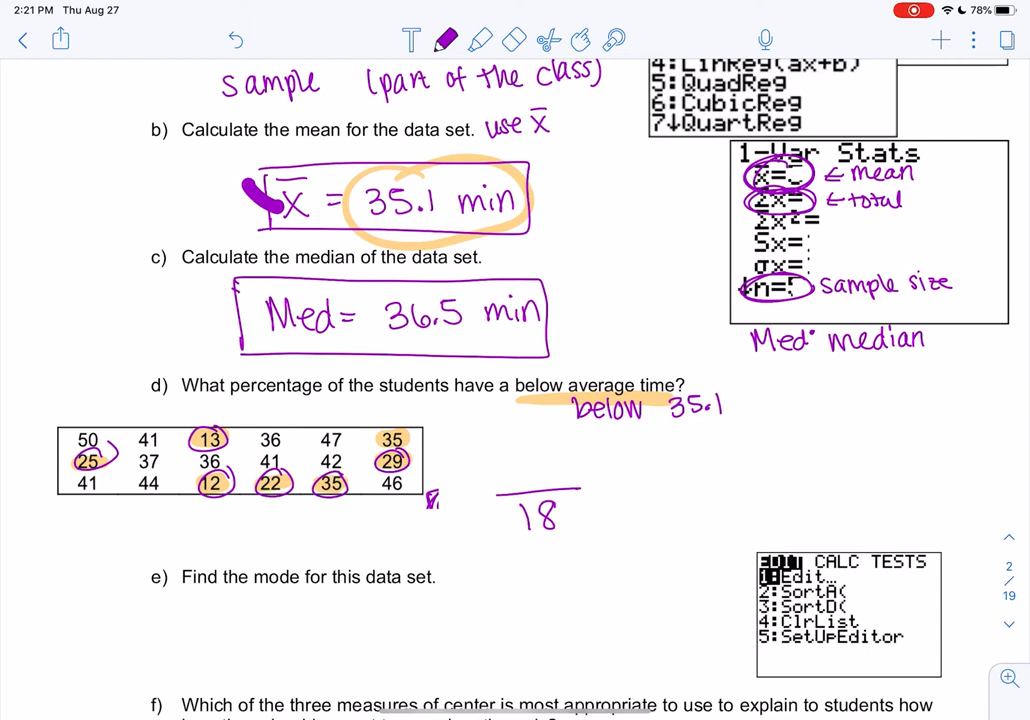 2:21 PM Thu Aug 27 78%
sample (part of the class)
4:LinReg(ax+b)
5:QuadReg
6:CubicReg
7↓QuartReg
b) Calculate the mean for the data set. use x̄
x̄ = 35.1 min
1-Var Stats
x̄= ← mean
Σx= ← total
Σx²=
Sx=
σx=
↓n= sample size
Med: median
c) Calculate the median of the data set.
Med= 36.5 min
d) What percentage of the students have a below average time?
below 35.1
50 41 13 36 47 35
25 37 36 41 42 29
41 44 12 22 35 46
18
e) Find the mode for this data set.
EDIT CALC TESTS
1:Edit…
2:SortA(
3:SortD(
4:ClrList
5:SetUpEditor
2
/
19
f) Which of the three measures of center is most appropriate to use to explain to students how